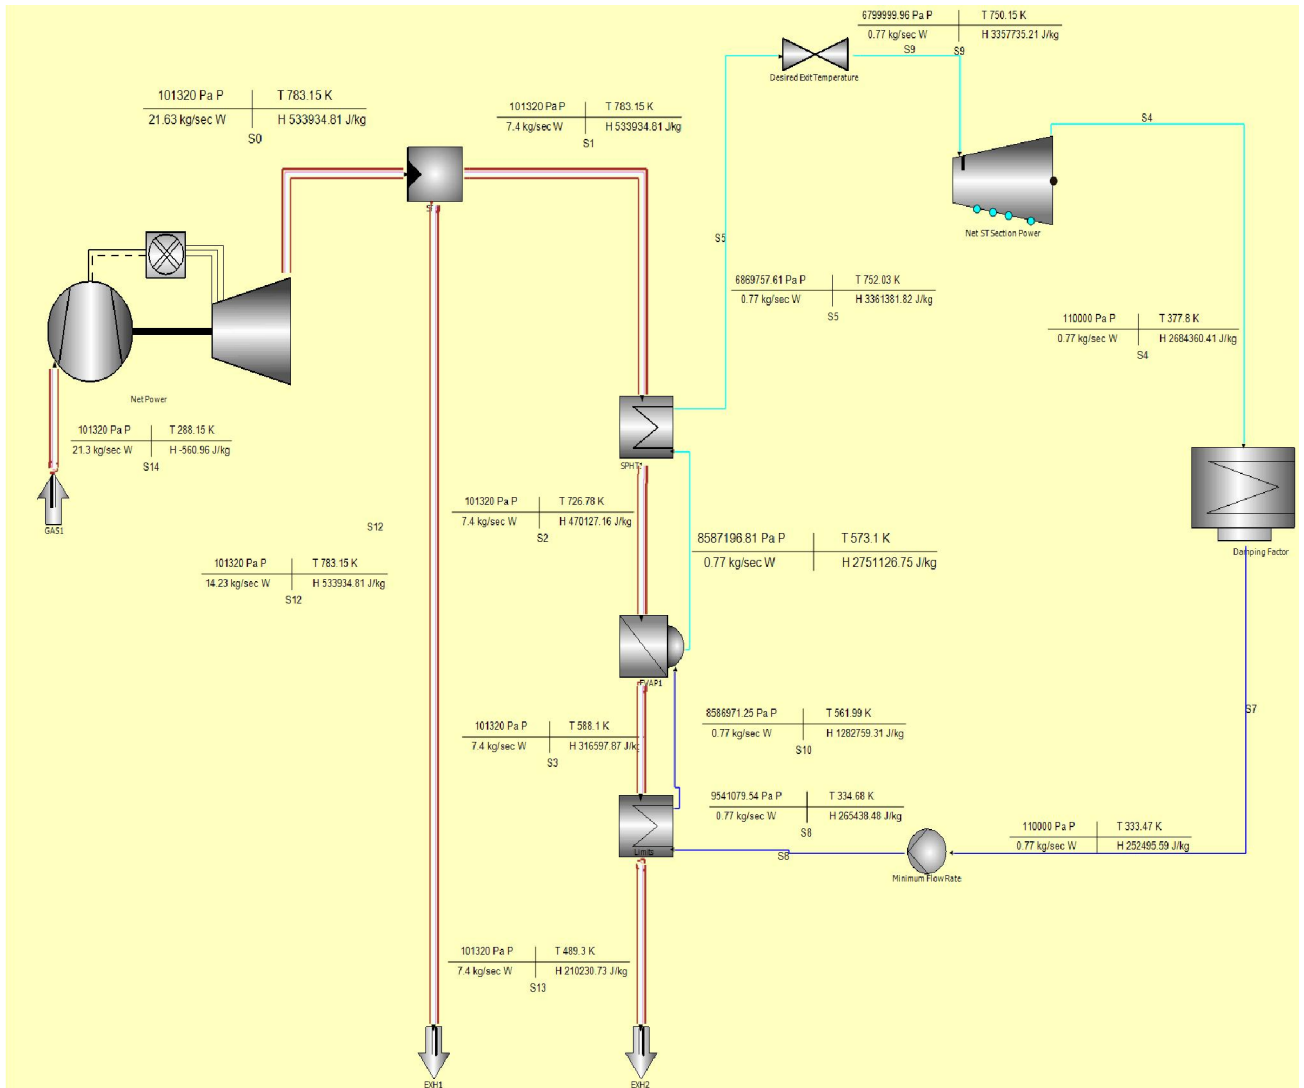 6799999.96 Pa P T 750.15 K
0.77 kg/sec W H 3357735.21 J/kg
S9 S9
Desired Exit Temperature
101320 Pa P T 783.15 K
21.63 kg/sec W H 533934.81 J/kg
S0
101320 Pa P T 783.15 K
7.4 kg/sec W H 533934.81 J/kg
S1
S4
Net ST Section Power
S5
6869757.61 Pa P T 752.03 K
0.77 kg/sec W H 3361381.82 J/kg
S5
110000 Pa P T 377.8 K
0.77 kg/sec W H 2684360.41 J/kg
S4
Net Power
101320 Pa P T 288.15 K
21.3 kg/sec W H -560.96 J/kg
S14
GAS1
101320 Pa P T 726.78 K
7.4 kg/sec W H 470127.16 J/kg
S2
S12
8587196.81 Pa P T 573.1 K
0.77 kg/sec W H 2751126.75 J/kg
Damping Factor
101320 Pa P T 783.15 K
14.23 kg/sec W H 533934.81 J/kg
S12
EVAP1
101320 Pa P T 588.1 K
7.4 kg/sec W H 316597.87 J/kg
S3
8586971.25 Pa P T 561.99 K
0.77 kg/sec W H 1282759.31 J/kg
S10
S7
9541079.54 Pa P T 334.68 K
0.77 kg/sec W H 265438.48 J/kg
S8
Limits
S8
110000 Pa P T 333.47 K
0.77 kg/sec W H 252495.59 J/kg
Minimum Flow Rate
101320 Pa P T 489.3 K
7.4 kg/sec W H 210230.73 J/kg
S13
EXH1
EXH2